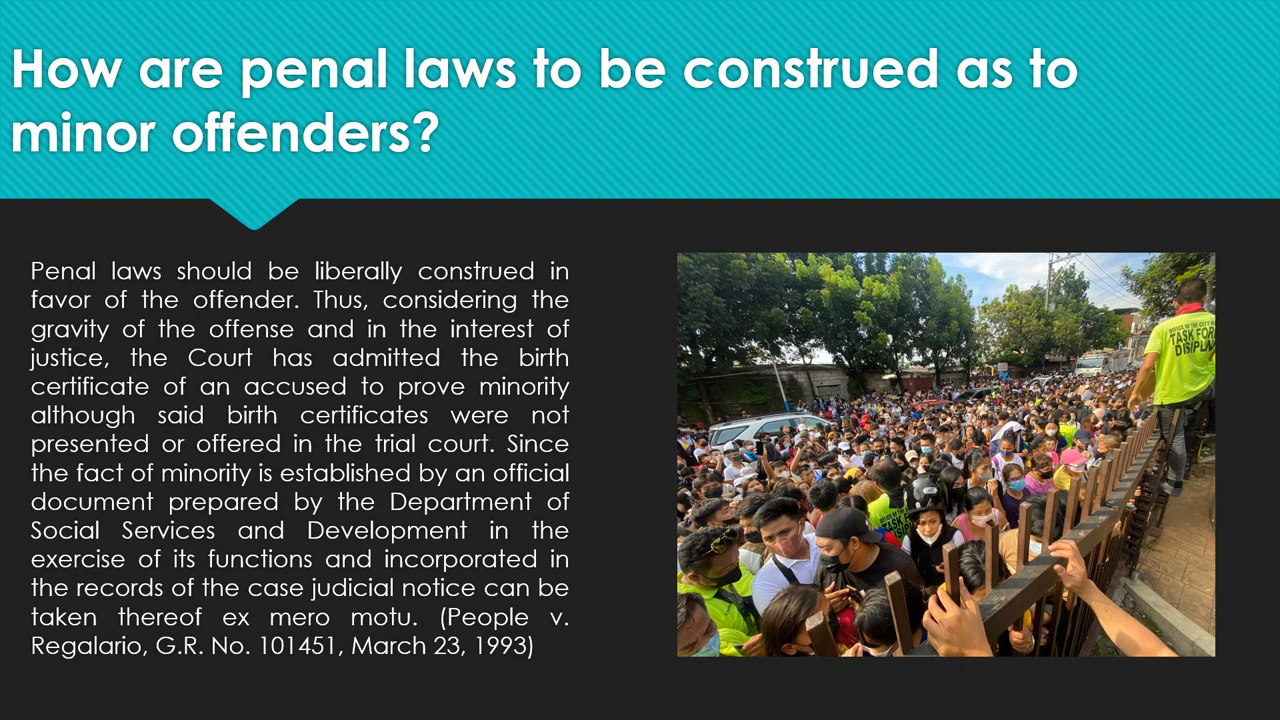 How are penal laws to be construed as to
minor offenders?
Penal laws should be liberally construed in
favor of the offender. Thus, considering the
gravity of the offense and in the interest of
justice, the Court has admitted the birth
certificate of an accused to prove minority
although said birth certificates were not
presented or offered in the trial court. Since
the fact of minority is established by an official
document prepared by the Department of
Social Services and Development in the
exercise of its functions and incorporated in
the records of the case judicial notice can be
taken thereof ex mero motu. (People v.
Regalario, G.R. No. 101451, March 23, 1993)
OFFICE OF THE CITY
TASK FOR
DISIPLIN